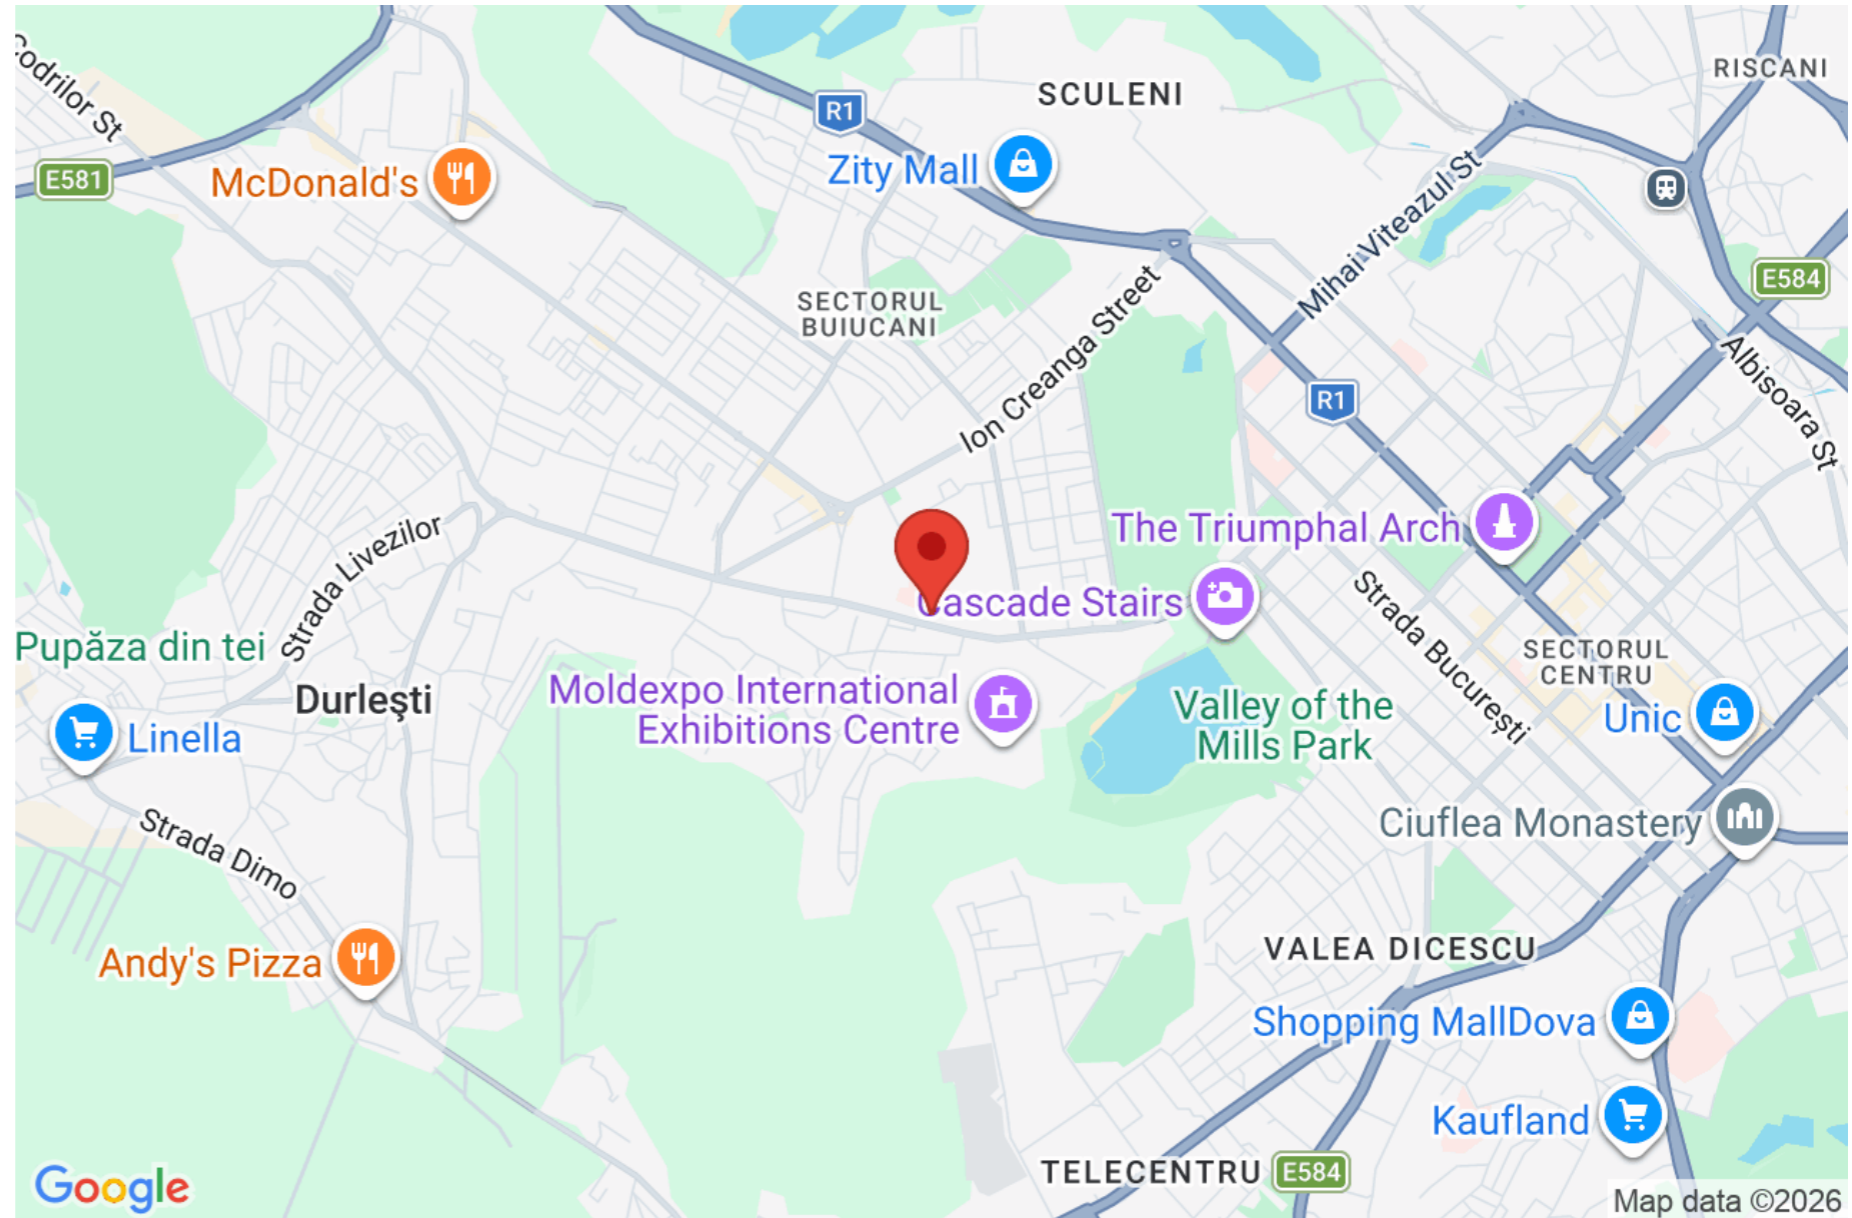 Codrilor St
SCULENI
RISCANI
R1
E581
McDonald's
Zity Mall
Mihai Viteazul St
E584
SECTORUL
BUIUCANI
Ion Creanga Street
R1
Albisoara St
Strada Livezilor
The Triumphal Arch
Cascade Stairs
Strada București
Pupăza din tei
SECTORUL
CENTRU
Durleşti
Moldexpo International
Exhibitions Centre
Valley of the
Mills Park
Unic
Linella
Ciuflea Monastery
Strada Dimo
VALEA DICESCU
Andy's Pizza
Shopping MallDova
Kaufland
TELECENTRU
E584
Google
Map data ©2026